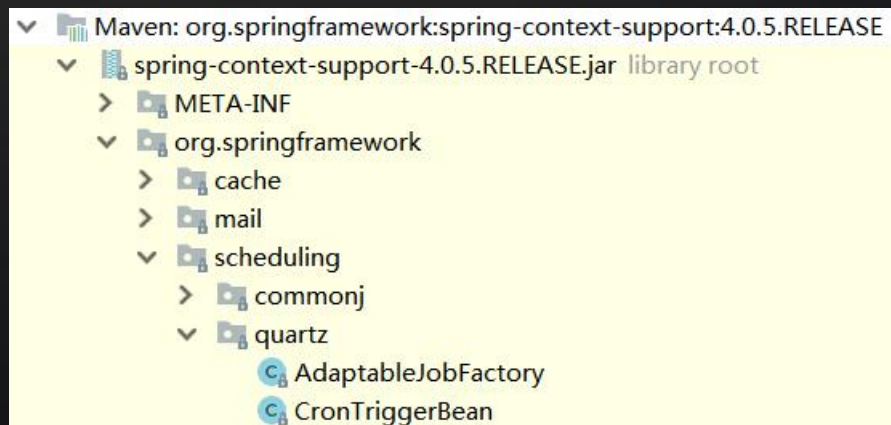 Maven: org.springframework:spring-context-support:4.0.5.RELEASE
spring-context-support-4.0.5.RELEASE.jar library root
META-INF
org.springframework
cache
mail
scheduling
commonj
quartz
AdaptableJobFactory
CronTriggerBean